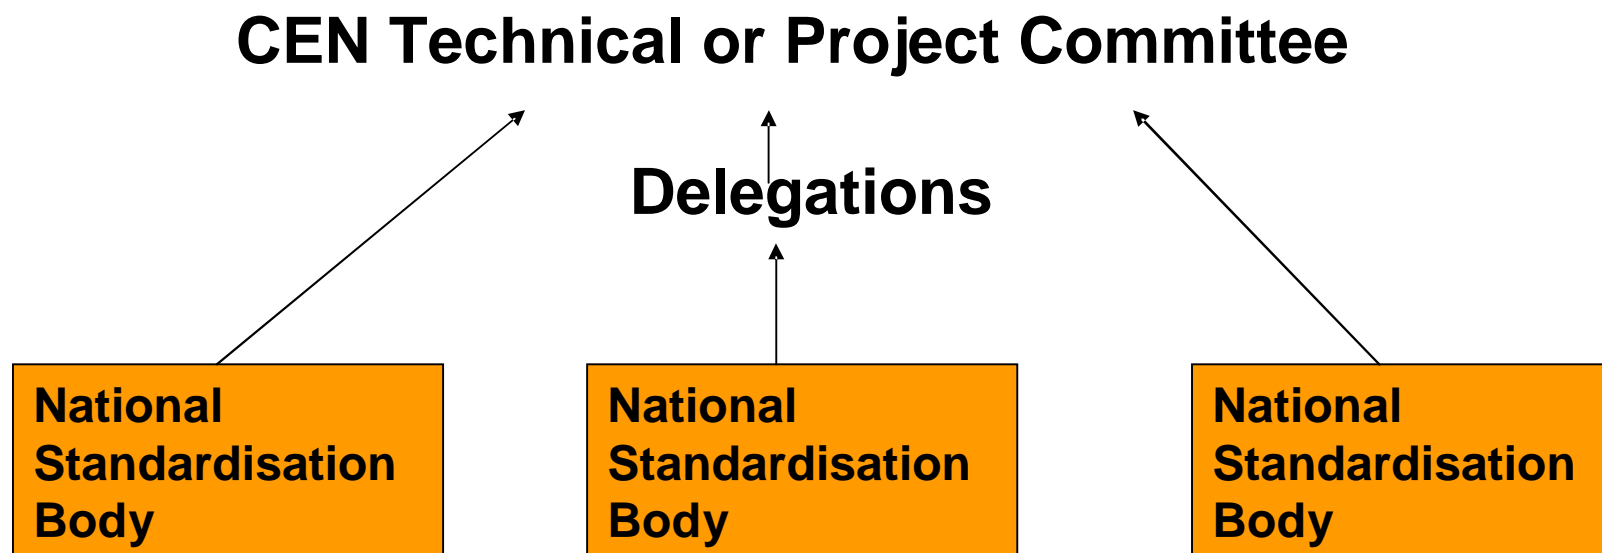 CEN Technical or Project Committee
Delegations
National
Standardisation
Body
National
Standardisation
Body
National
Standardisation
Body